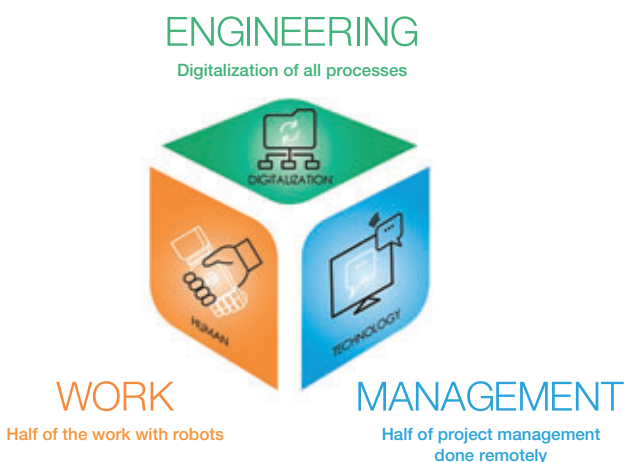 ENGINEERING
Digitalization of all processes
DIGITALIZATION
HUMAN
TECHNOLOGY
WORK
Half of the work with robots
MANAGEMENT
Half of project management
done remotely